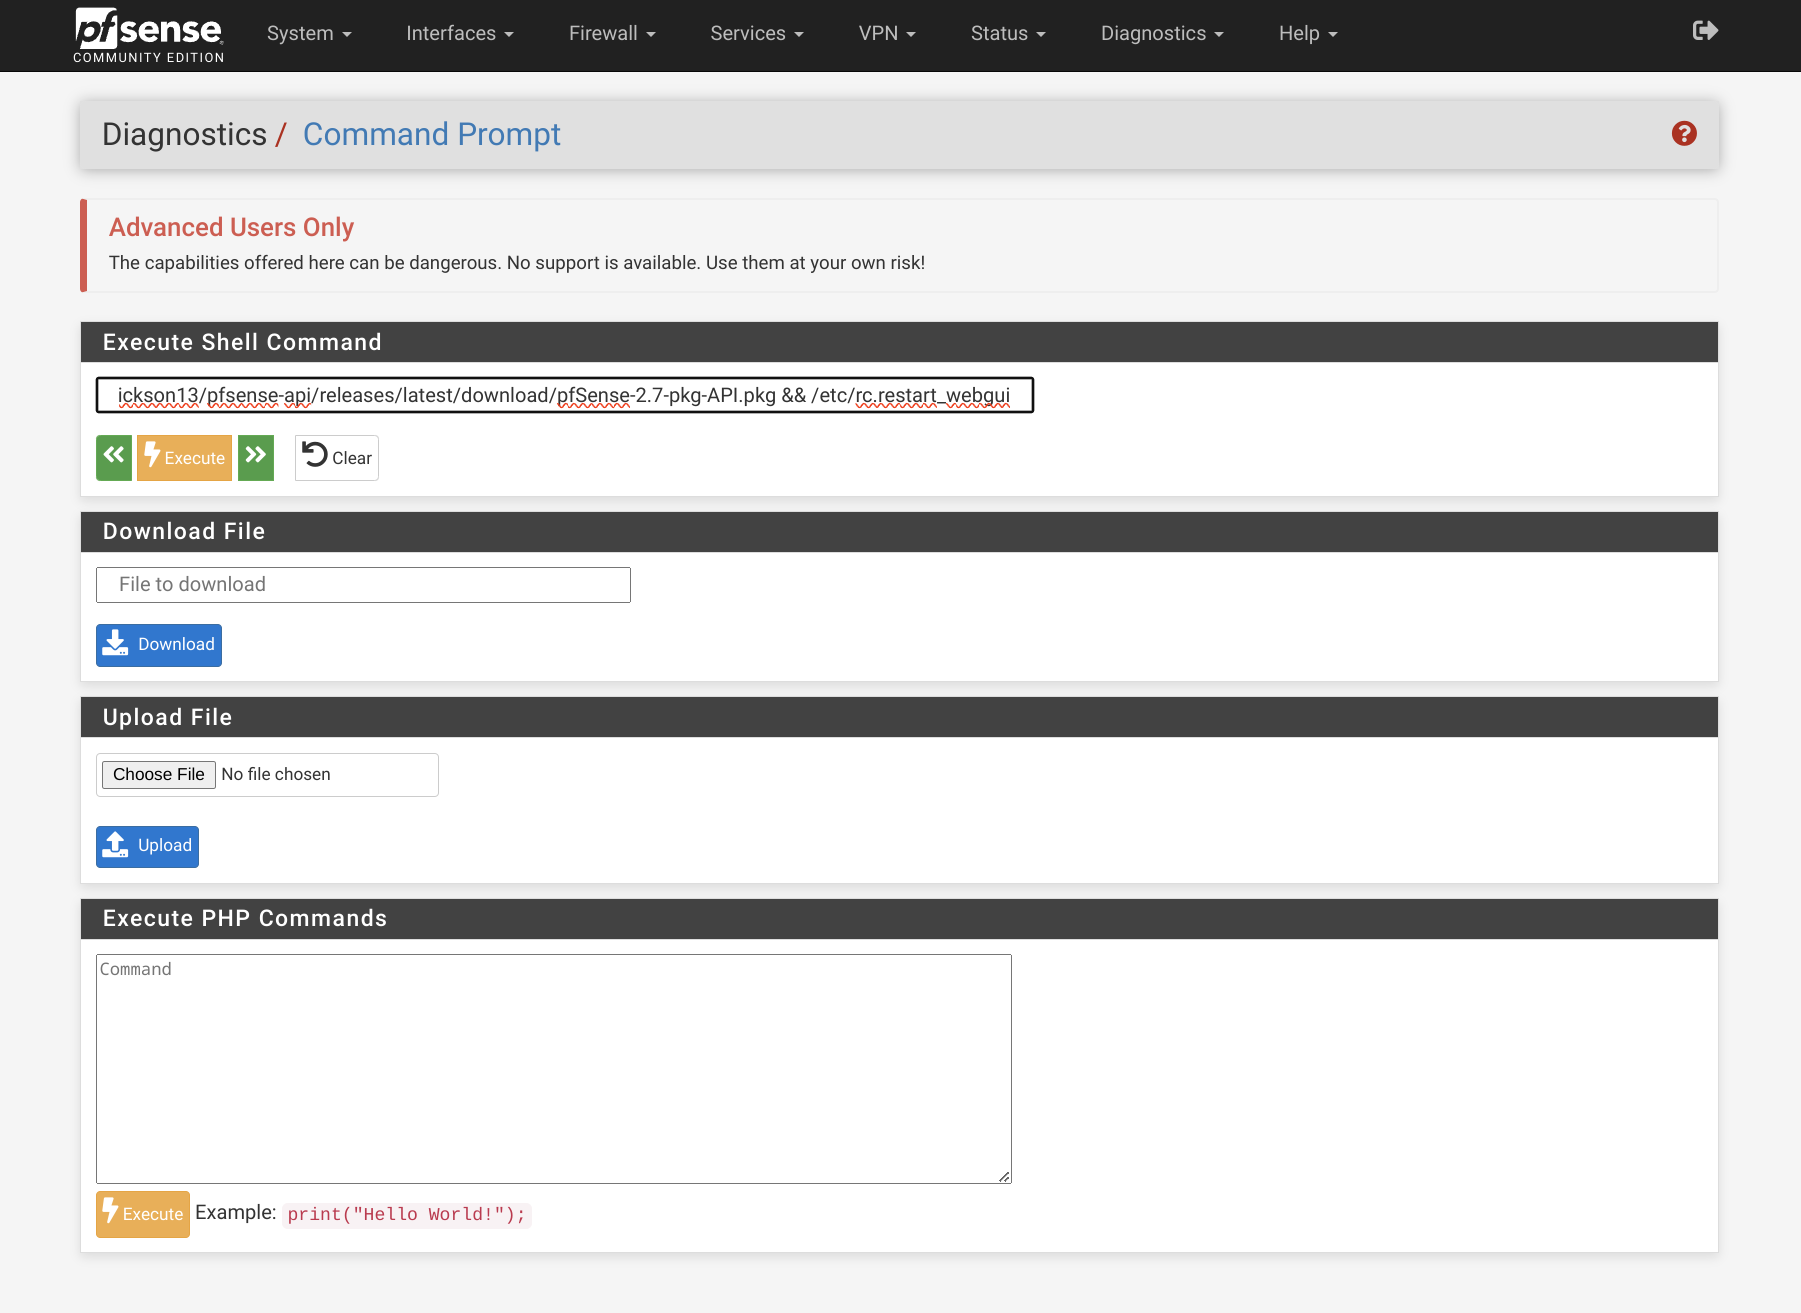 pfsense
COMMUNITY EDITION
System
Interfaces
Firewall
Services
VPN
Status
Diagnostics
Help
Diagnostics / Command Prompt
Advanced Users Only
The capabilities offered here can be dangerous. No support is available. Use them at your own risk!
Execute Shell Command
ickson13/pfsense-api/releases/latest/download/pfSense-2.7-pkg-API.pkg && /etc/rc.restart_webgui
Execute
Clear
Download File
File to download
Download
Upload File
Choose File No file chosen
Upload
Execute PHP Commands
Command
Execute Example: print("Hello World!");